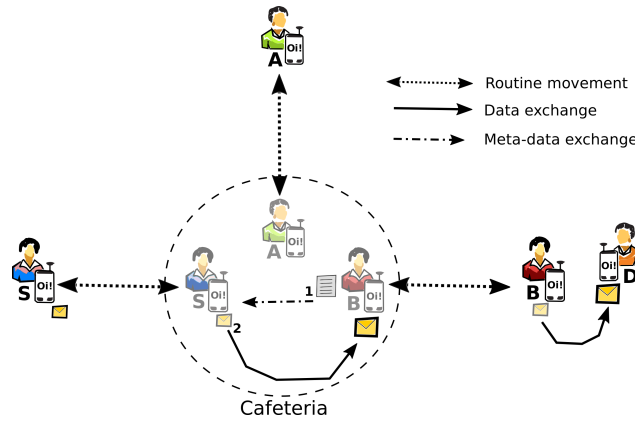 Oi!
A
Routine movement
Data exchange
Meta-data exchange
Oi!
A
S
Oi!
S
Oi!
1
B
Oi!
B
Oi!
Oi!
D
2
Cafeteria